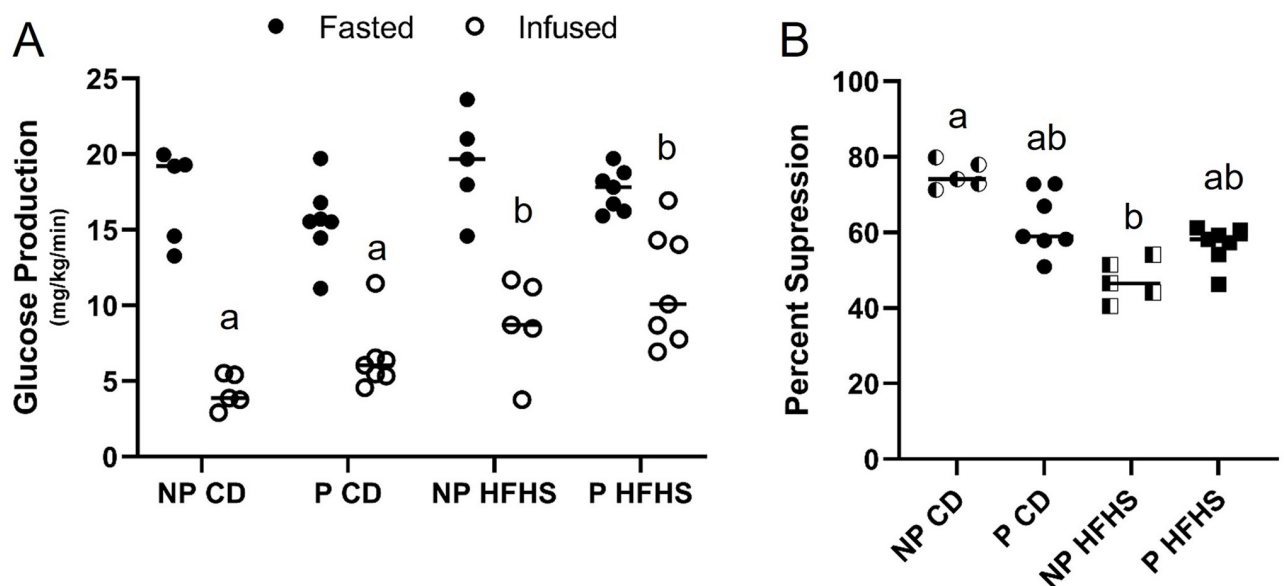 A
Fasted Infused
Glucose Production
(mg/kg/min)
25
20
15
10
5
0
a
a
b
b
NP CD P CD NP HFHS P HFHS
B
Percent Supression
100
80
60
40
20
0
a
ab
b
ab
NP CD
P CD
NP HFHS
P HFHS